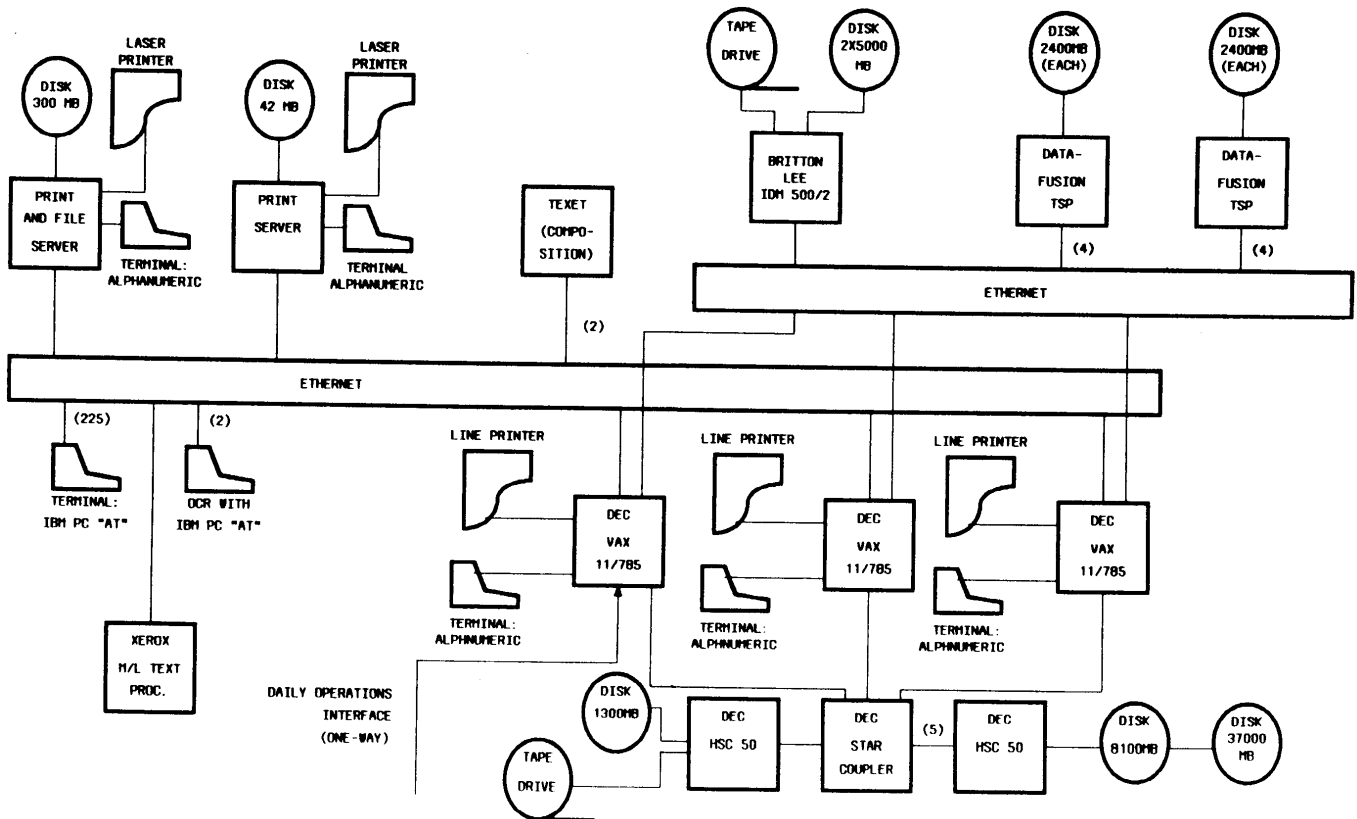 LASER
PRINTER
DISK
300 MB
PRINT
AND FILE
SERVER
TERMINAL:
ALPHANUMERIC
LASER
PRINTER
DISK
42 MB
PRINT
SERVER
TERMINAL
ALPHANUMERIC
TEXET
(COMPO-
SITION)
(2)
TAPE
DRIVE
DISK
2X5000
MB
BRITTON
LEE
IDM 500/2
DISK
2400MB
(EACH)
DATA-
FUSION
TSP
(4)
DISK
2400MB
(EACH)
DATA-
FUSION
TSP
(4)
ETHERNET
ETHERNET
(225)
TERMINAL:
IBM PC "AT"
(2)
OCR WITH
IBM PC "AT"
XEROX
M/L TEXT
PROC.
LINE PRINTER
DEC
VAX
11/785
TERMINAL:
ALPHNUMERIC
LINE PRINTER
DEC
VAX
11/785
TERMINAL:
ALPHNUMERIC
LINE PRINTER
DEC
VAX
11/785
TERMINAL:
ALPHNUMERIC
DAILY OPERATIONS
INTERFACE
(ONE-WAY)
DISK
1300MB
TAPE
DRIVE
DEC
HSC 50
DEC
STAR
COUPLER
(5)
DEC
HSC 50
DISK
8100MB
DISK
37000
MB